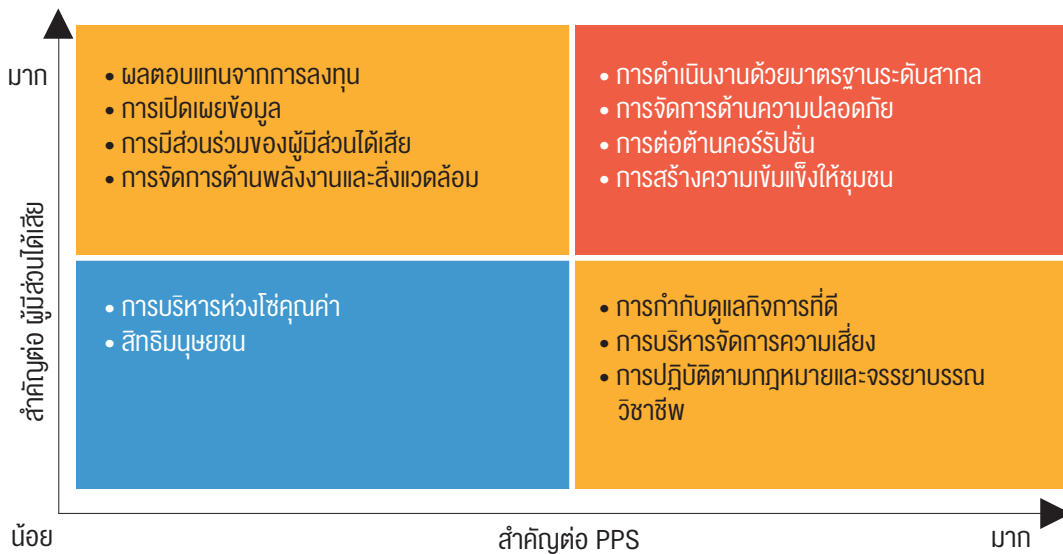 มาก
• ผลตอบแทนจากการลงทุน
• การเปิดเผยข้อมูล
• การมีส่วนร่วมของผู้มีส่วนได้เสีย
• การจัดการด้านพลังงานและสิ่งแวดล้อม
• การดำเนินงานด้วยมาตรฐานระดับสากล
• การจัดการด้านความปลอดภัย
• การต่อต้านคอร์รัปชั่น
• การสร้างความเข้มแข็งให้ชุมชน
สำคัญต่อ ผู้มีส่วนได้เสีย
• การบริหารห่วงโซ่คุณค่า
• สิทธิมนุษยชน
• การกำกับดูแลกิจการที่ดี
• การบริหารจัดการความเสี่ยง
• การปฏิบัติตามกฎหมายและจรรยาบรรณ
วิชาชีพ
น้อย
สำคัญต่อ PPS
มาก